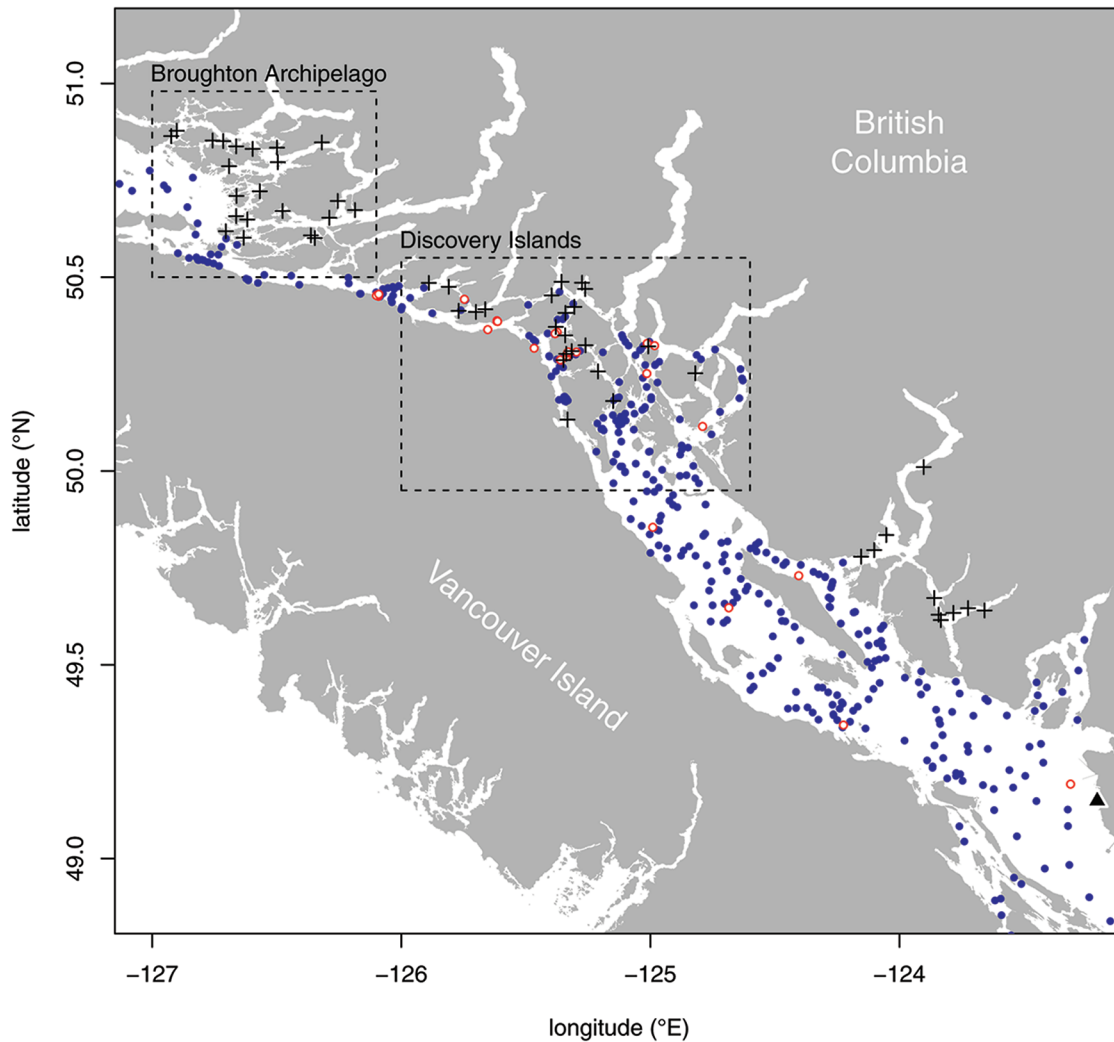 Broughton Archipelago
British
Columbia
Discovery Islands
Vancouver Island
51.0
50.5
50.0
49.5
49.0
latitude (°N)
−127
−126
−125
−124
longitude (°E)